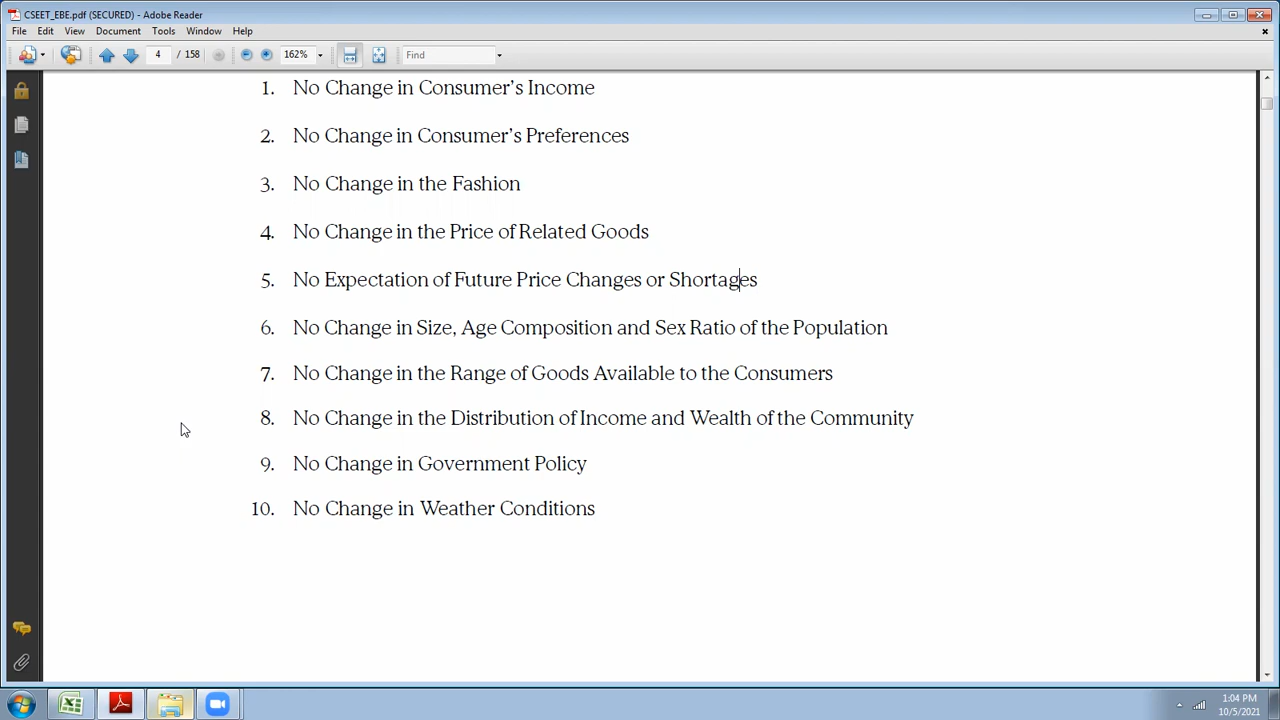 CSEET_EBE.pdf (SECURED) - Adobe Reader
File Edit View Document Tools Window Help
4 / 158 162% Find
1. No Change in Consumer's Income
2. No Change in Consumer's Preferences
3. No Change in the Fashion
4. No Change in the Price of Related Goods
5. No Expectation of Future Price Changes or Shortages
6. No Change in Size, Age Composition and Sex Ratio of the Population
7. No Change in the Range of Goods Available to the Consumers
8. No Change in the Distribution of Income and Wealth of the Community
9. No Change in Government Policy
10. No Change in Weather Conditions
1:04 PM
10/5/2021